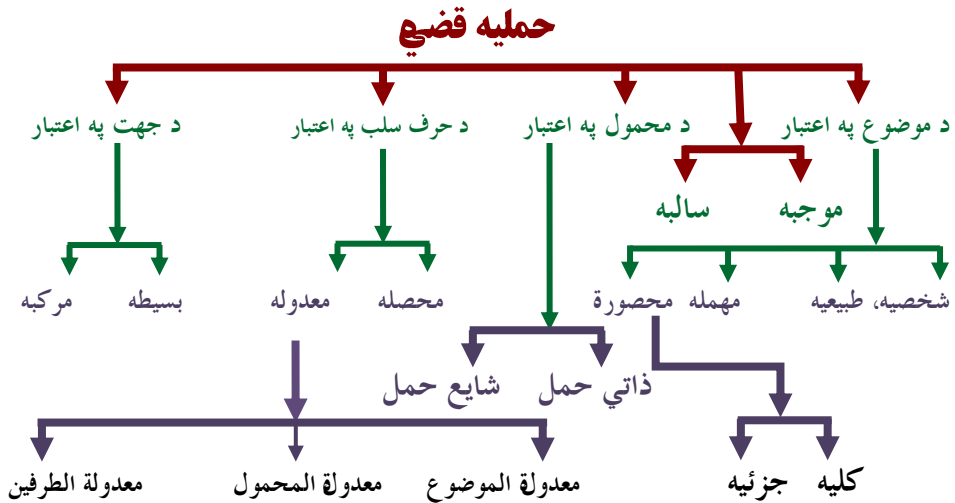 حمليه قضیې
د موضوع په اعتبار د محمول په اعتبار د حرف سلب په اعتبار د جهت په اعتبار
موجبه سالبه
شخصيه، طبيعيه مهمله محصورة محصله معدوله بسيطه مركبه
ذاتي حمل شايع حمل
كليه جزئيه معدولة الموضوع معدولة المحمول معدولة الطرفين